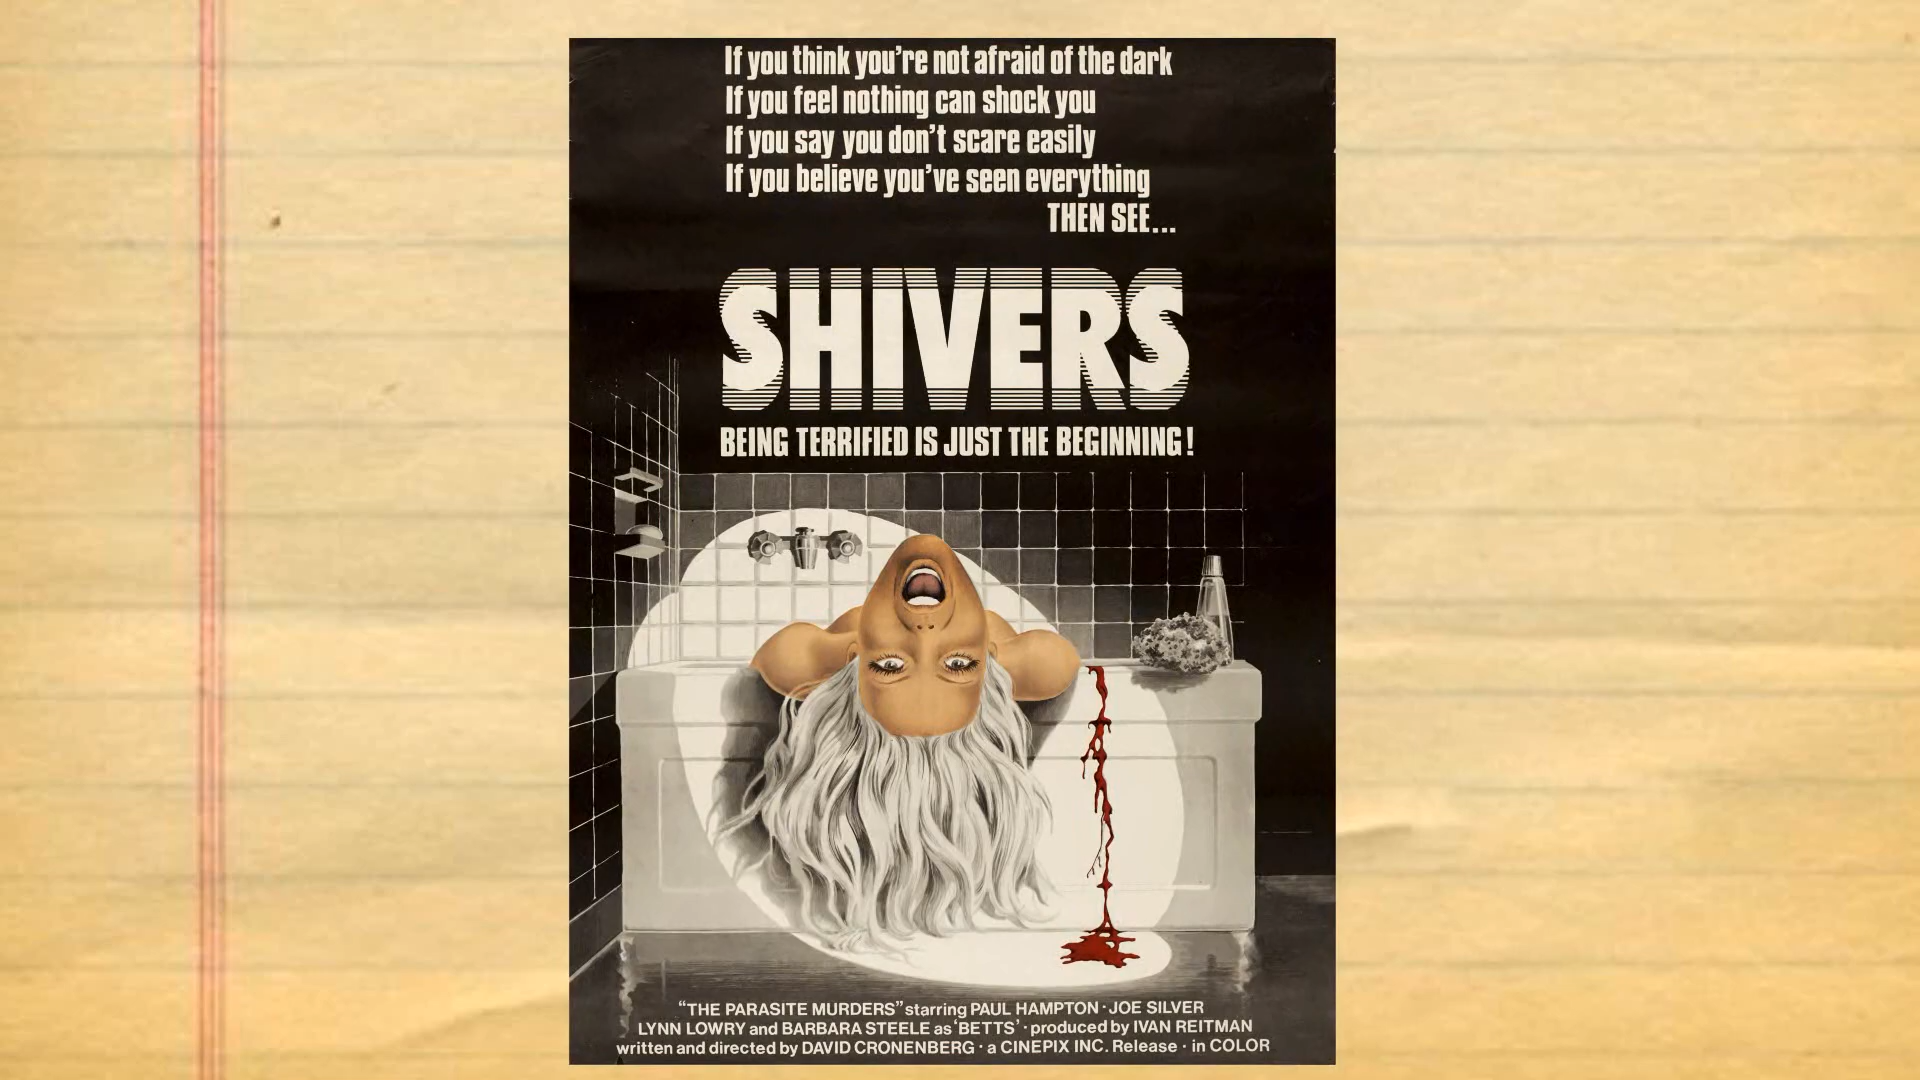 If you think you're not afraid of the dark
If you feel nothing can shock you
If you say you don't scare easily
If you believe you've seen everything
THEN SEE...
SHIVERS
BEING TERRIFIED IS JUST THE BEGINNING!
"THE PARASITE MURDERS" starring PAUL HAMPTON · JOE SILVER
LYNN LOWRY and BARBARA STEELE as 'BETTS' · produced by IVAN REITMAN
written and directed by DAVID CRONENBERG · a CINEPIX INC. Release · in COLOR